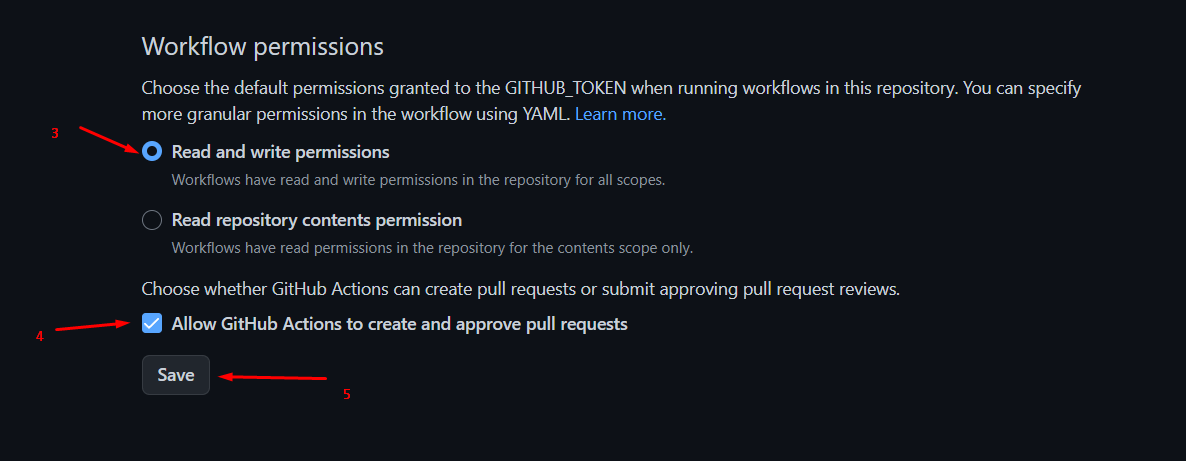 Workflow permissions
Choose the default permissions granted to the GITHUB_TOKEN when running workflows in this repository. You can specify
more granular permissions in the workflow using YAML. Learn more.
3
Read and write permissions
Workflows have read and write permissions in the repository for all scopes.
Read repository contents permission
Workflows have read permissions in the repository for the contents scope only.
Choose whether GitHub Actions can create pull requests or submit approving pull request reviews.
4
Allow GitHub Actions to create and approve pull requests
Save
5